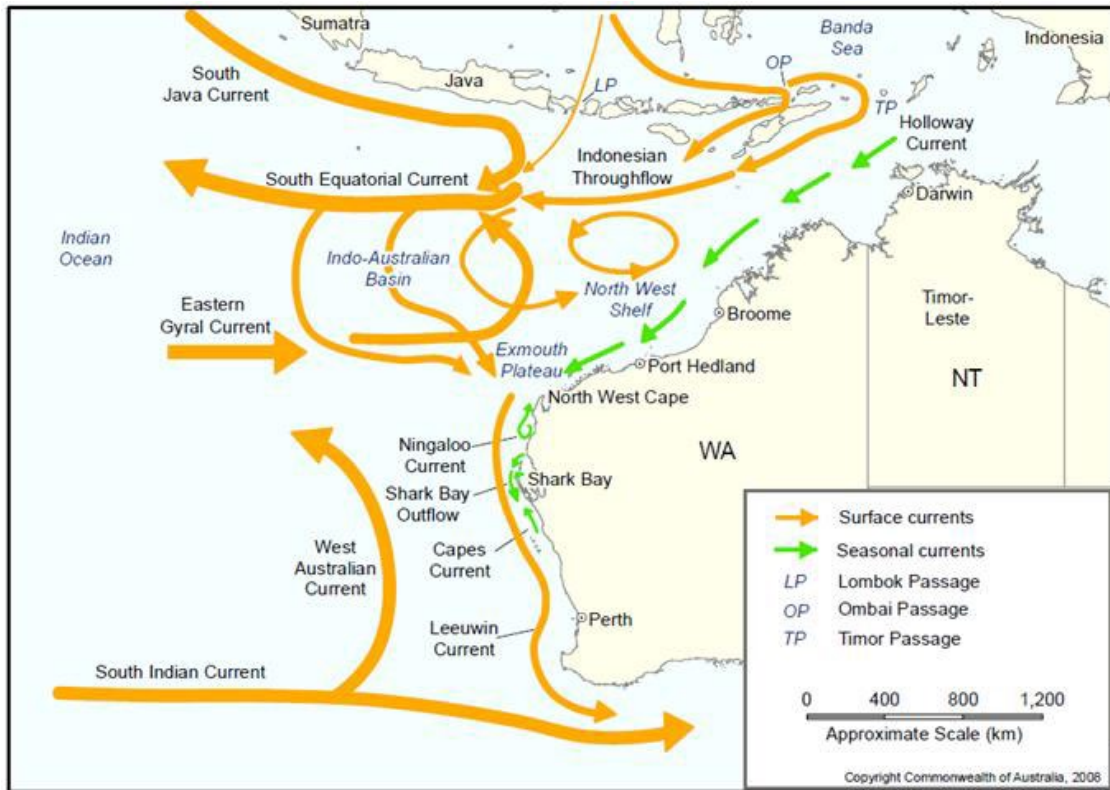 Sumatra
Banda
Sea
Indonesia
South
Java Current
Java
LP
OP
TP
Holloway
Current
Indonesian
Throughflow
South Equatorial Current
Darwin
Indian
Ocean
Indo-Australian
Basin
North West
Shelf
Eastern
Gyral Current
Broome
Timor-
Leste
Exmouth
Plateau
Port Hedland
NT
North West Cape
Ningaloo
Current
WA
Shark Bay
Shark Bay
Outflow
West
Australian
Current
Capes
Current
Perth
Leeuwin
Current
South Indian Current
Surface currents
Seasonal currents
LP Lombok Passage
OP Ombai Passage
TP Timor Passage
0 400 800 1,200
Approximate Scale (km)
Copyright Commonwealth of Australia, 2008